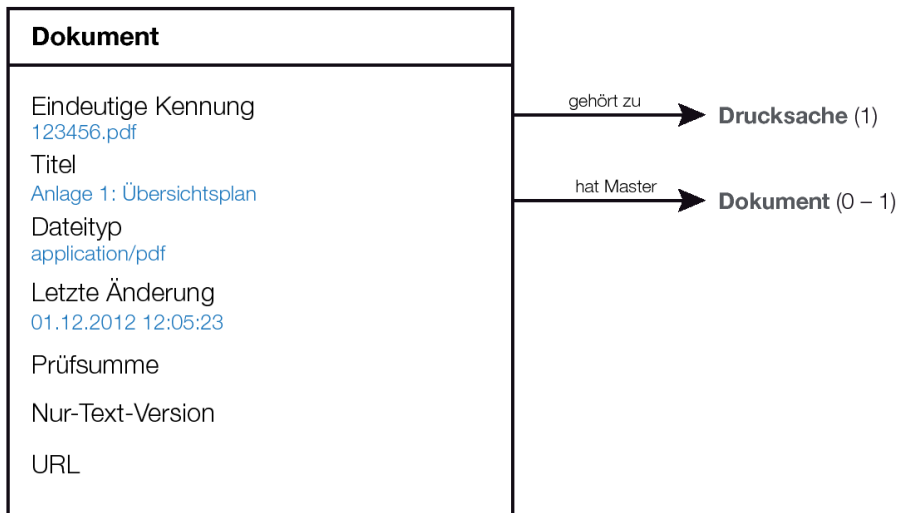 Dokument
Eindeutige Kennung
123456.pdf
Titel
Anlage 1: Übersichtsplan
Dateityp
application/pdf
Letzte Änderung
01.12.2012 12:05:23
Prüfsumme
Nur-Text-Version
URL
gehört zu
Drucksache (1)
hat Master
Dokument (0 – 1)